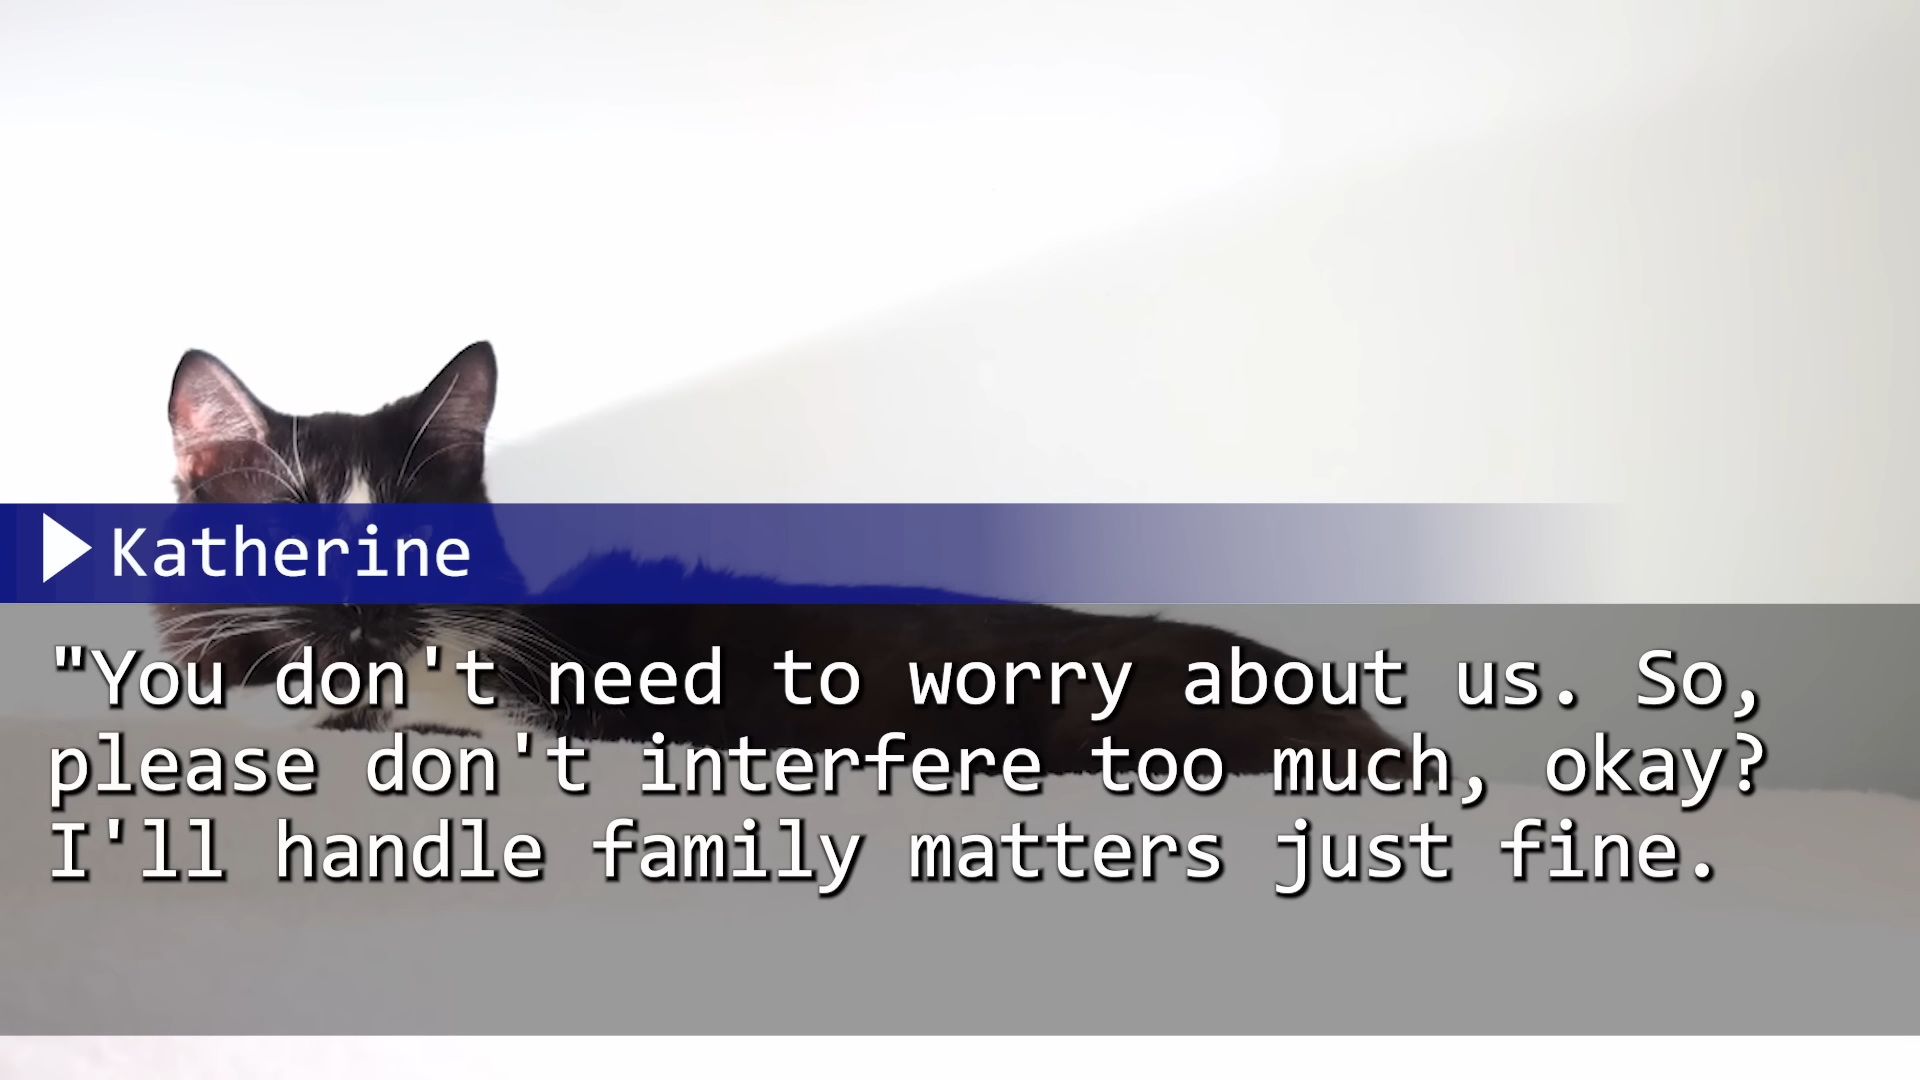 Katherine
"You don't need to worry about us. So,
please don't interfere too much, okay?
I'll handle family matters just fine.